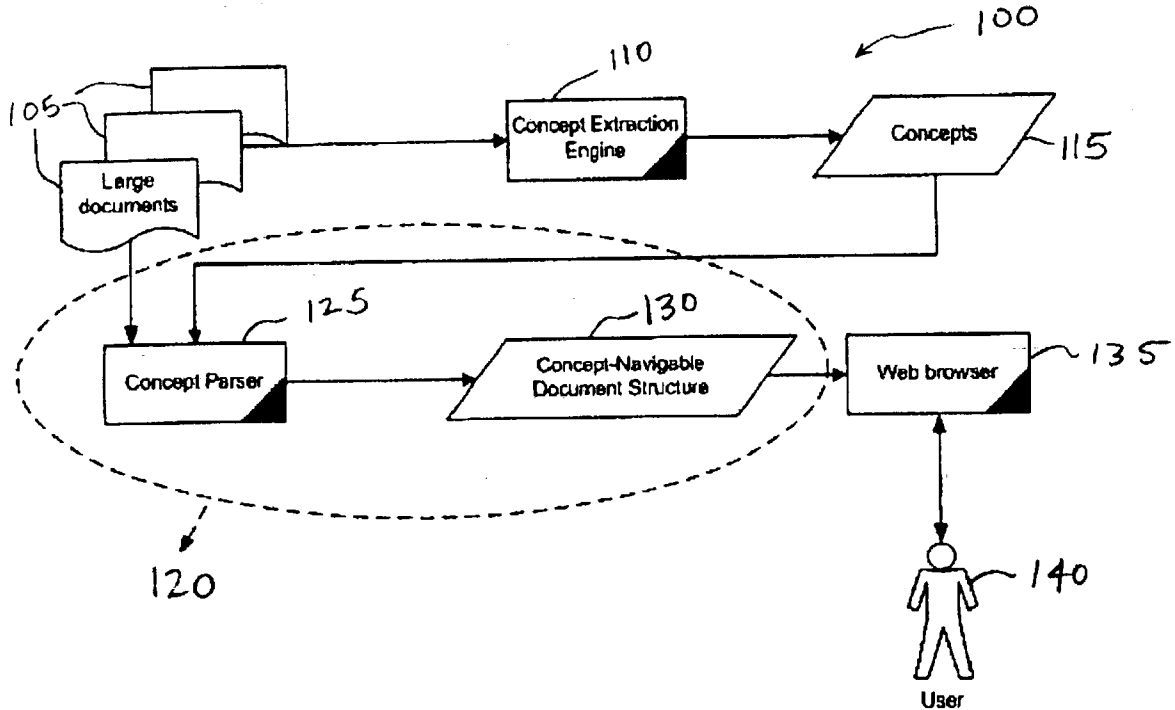 100
110
105
Concept Extraction
Engine
Concepts
115
Large
documents
125
130
Concept Parser
Concept-Navigable
Document Structure
Web browser
135
120
140
User